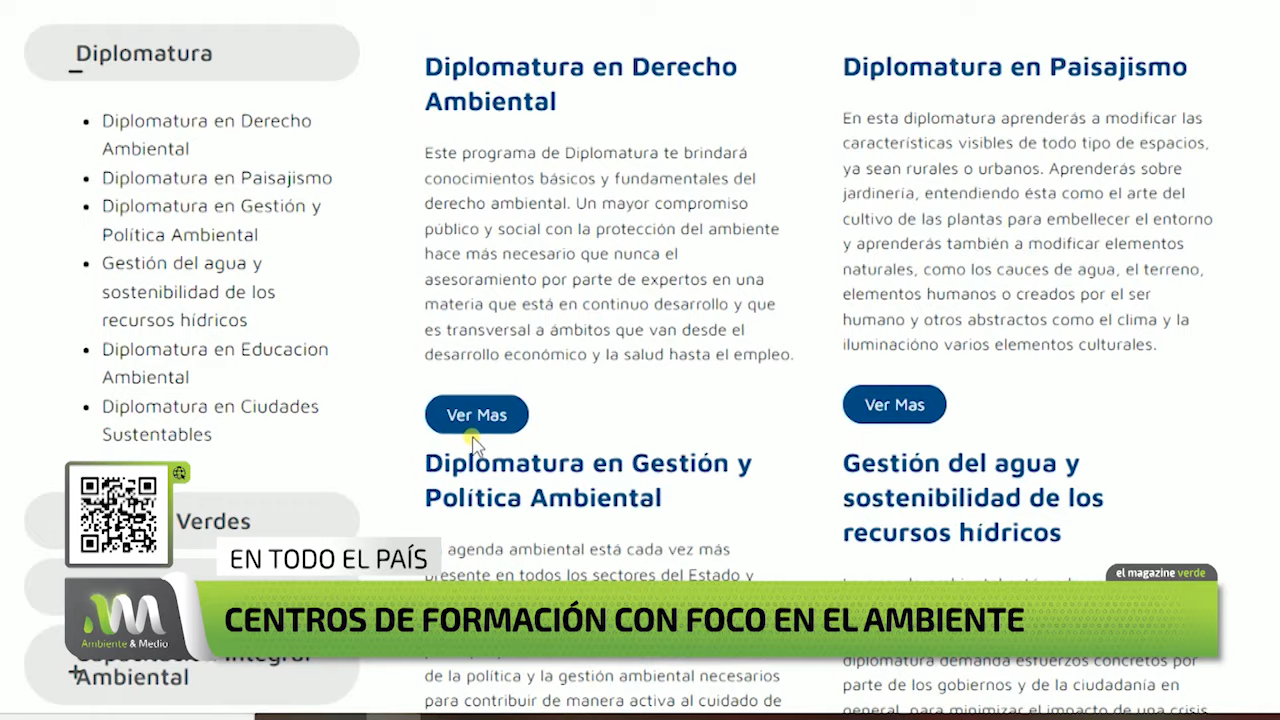 Diplomatura
Diplomatura en Derecho
Ambiental
Diplomatura en Paisajismo
Diplomatura en Gestión y
Política Ambiental
Gestión del agua y
sostenibilidad de los
recursos hídricos
Diplomatura en Educacion
Ambiental
Diplomatura en Ciudades
Sustentables
Verdes
Integral
Ambiental
Diplomatura en Derecho
Ambiental
Este programa de Diplomatura te brindará
conocimientos básicos y fundamentales del
derecho ambiental. Un mayor compromiso
público y social con la protección del ambiente
hace más necesario que nunca el
asesoramiento por parte de expertos en una
materia que está en continuo desarrollo y que
es transversal a ámbitos que van desde el
desarrollo económico y la salud hasta el empleo.
Ver Mas
Diplomatura en Gestión y
Política Ambiental
agenda ambiental está cada vez más
presente en todos los sectores del Estado y
de la política y la gestión ambiental necesarios
para contribuir de manera activa al cuidado de
Diplomatura en Paisajismo
En esta diplomatura aprenderás a modificar las
características visibles de todo tipo de espacios,
ya sean rurales o urbanos. Aprenderás sobre
jardinería, entendiendo ésta como el arte del
cultivo de las plantas para embellecer el entorno
y aprenderás también a modificar elementos
naturales, como los cauces de agua, el terreno,
elementos humanos o creados por el ser
humano y otros abstractos como el clima y la
iluminacióno varios elementos culturales.
Ver Mas
Gestión del agua y
sostenibilidad de los
recursos hídricos
diplomatura demanda esfuerzos concretos por
parte de los gobiernos y de la ciudadanía en
general, para minimizar el impacto de una crisis
EN TODO EL PAÍS
el magazine verde
CENTROS DE FORMACIÓN CON FOCO EN EL AMBIENTE
AM
Ambiente & Medio